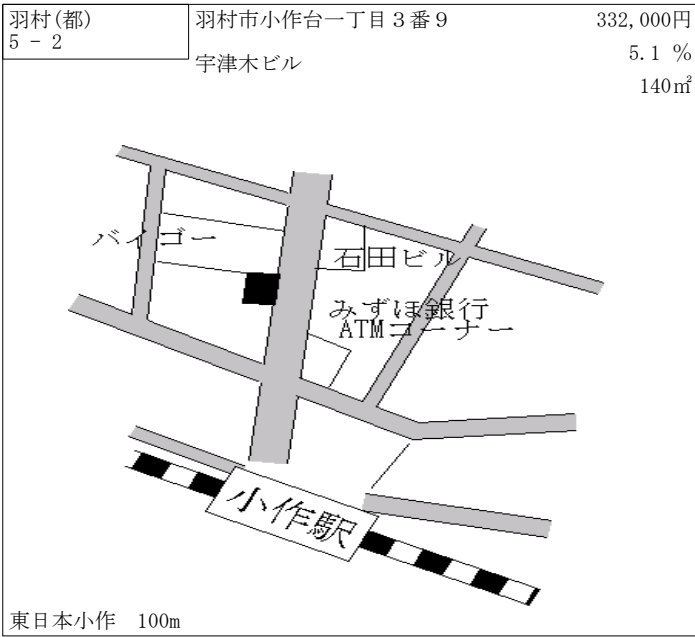 羽村(都)
5 - 2
羽村市小作台一丁目３番９
宇津木ビル
332,000円
5.1 %
140㎡
バイゴー
石田ビル
みずほ銀行
ATMコーナー
小作駅
東日本小作　100m